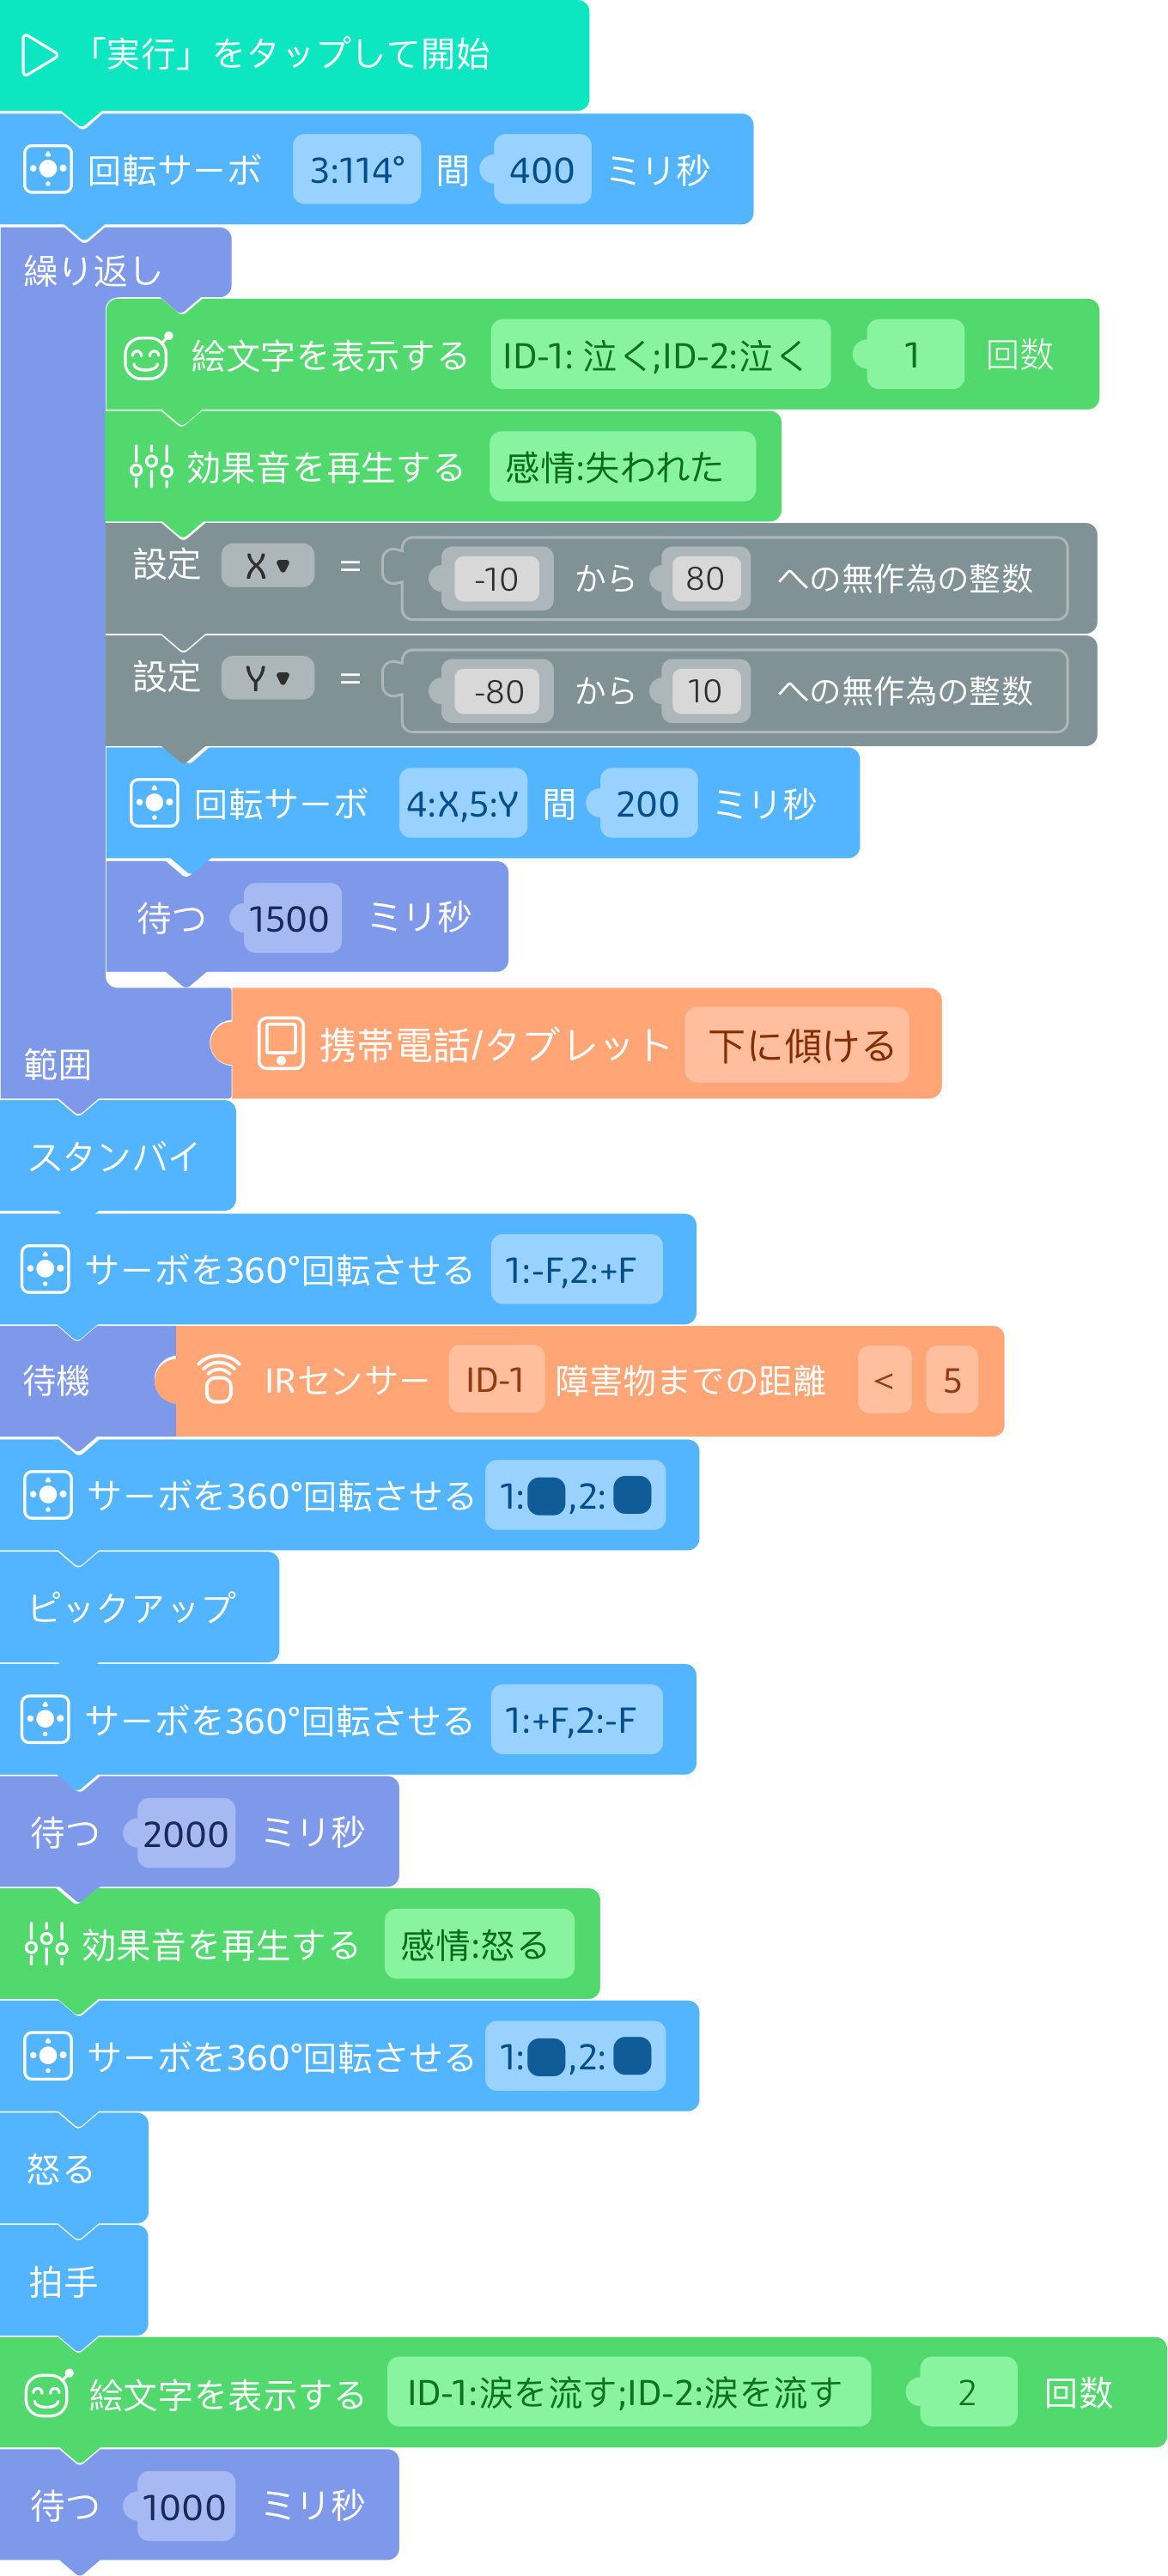 「実行」をタップして開始
回転サーボ 3:114° 間 400 ミリ秒
繰り返し
絵文字を表示する ID-1: 泣く;ID-2:泣く 1 回数
効果音を再生する 感情:失われた
設定 X = -10 から 80 への無作為の整数
設定 Y = -80 から 10 への無作為の整数
回転サーボ 4:X,5:Y 間 200 ミリ秒
待つ 1500 ミリ秒
範囲 携帯電話/タブレット 下に傾ける
スタンバイ
サーボを360°回転させる 1:-F,2:+F
待機 IRセンサー ID-1 障害物までの距離 < 5
サーボを360°回転させる 1: ,2:
ピックアップ
サーボを360°回転させる 1:+F,2:-F
待つ 2000 ミリ秒
効果音を再生する 感情:怒る
サーボを360°回転させる 1: ,2:
怒る
拍手
絵文字を表示する ID-1:涙を流す;ID-2:涙を流す 2 回数
待つ 1000 ミリ秒